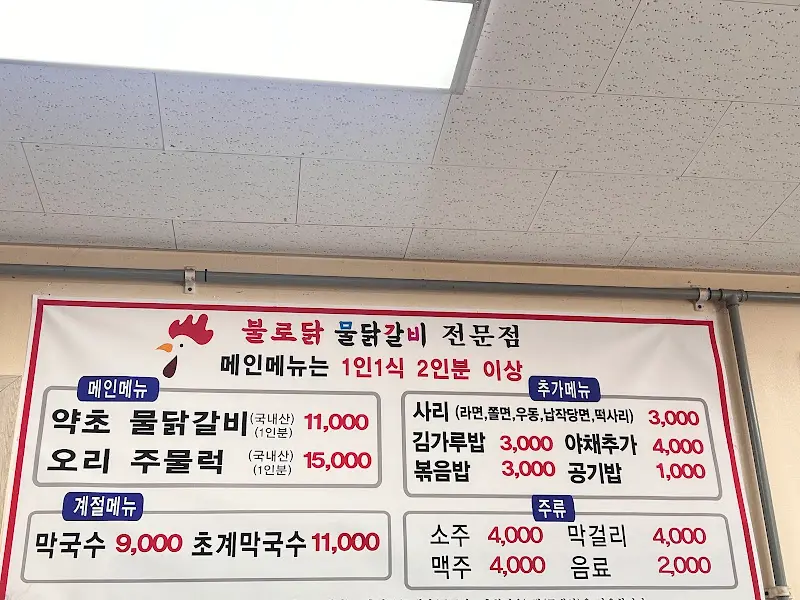 불로닭 물닭갈비 전문점
메인메뉴는 1인1식 2인분 이상
메인메뉴
약초 물닭갈비 (국내산) (1인분) 11,000
오리 주물럭 (국내산) (1인분) 15,000
추가메뉴
사리 (라면,쫄면,우동,납작당면,떡사리) 3,000
김가루밥 3,000 야채추가 4,000
볶음밥 3,000 공기밥 1,000
계절메뉴
막국수 9,000 초계막국수 11,000
주류
소주 4,000 막걸리 4,000
맥주 4,000 음료 2,000